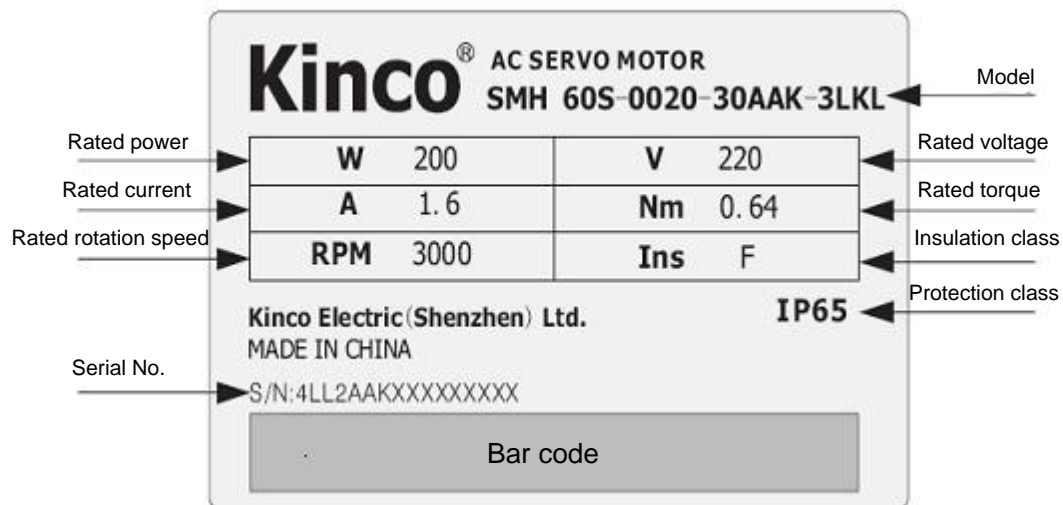 Kinco® AC SERVO MOTOR
SMH 60S-0020-30AAK-3LKL
Model
Rated power
W 200
V 220
Rated voltage
Rated current
A 1.6
Nm 0.64
Rated torque
Rated rotation speed
RPM 3000
Ins F
Insulation class
Kinco Electric(Shenzhen) Ltd.
IP65
Protection class
MADE IN CHINA
Serial No.
S/N:4LL2AAKXXXXXXXXX
Bar code